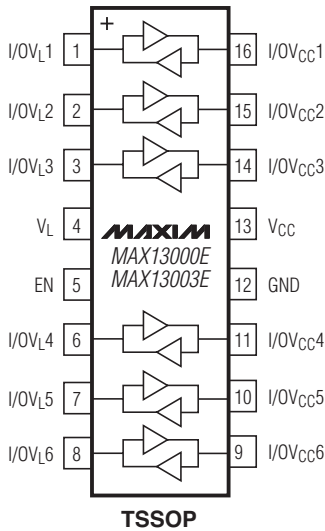 +
I/OVL1 1 16 I/OVCC1
I/OVL2 2 15 I/OVCC2
I/OVL3 3 14 I/OVCC3
VL 4 MAXIM 13 VCC
MAX13000E
EN 5 MAX13003E 12 GND
I/OVL4 6 11 I/OVCC4
I/OVL5 7 10 I/OVCC5
I/OVL6 8 9 I/OVCC6
TSSOP